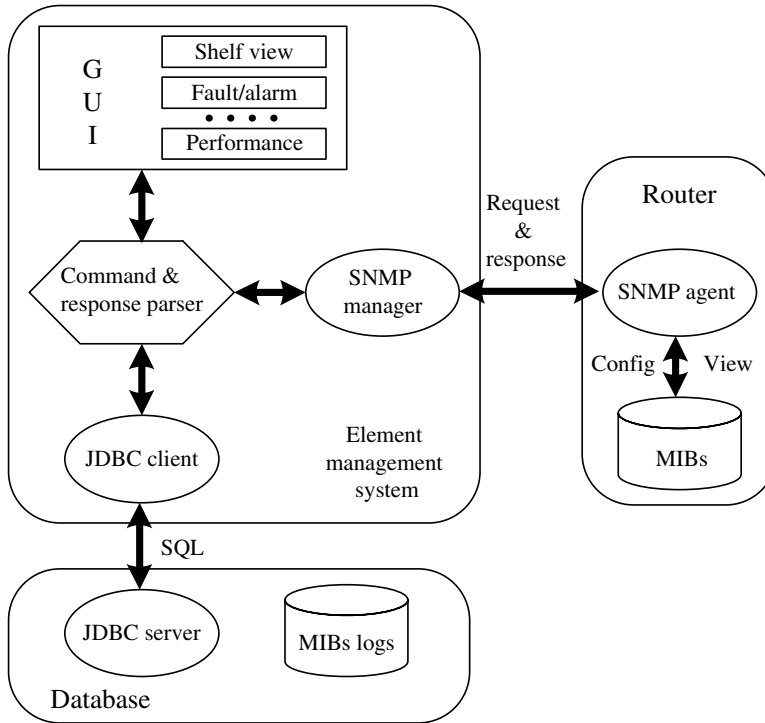 G
U
I
Shelf view
Fault/alarm
Performance
Command &
response parser
SNMP
manager
Request
&
response
Router
SNMP agent
Config
View
MIBs
JDBC client
Element
management
system
SQL
JDBC server
MIBs logs
Database